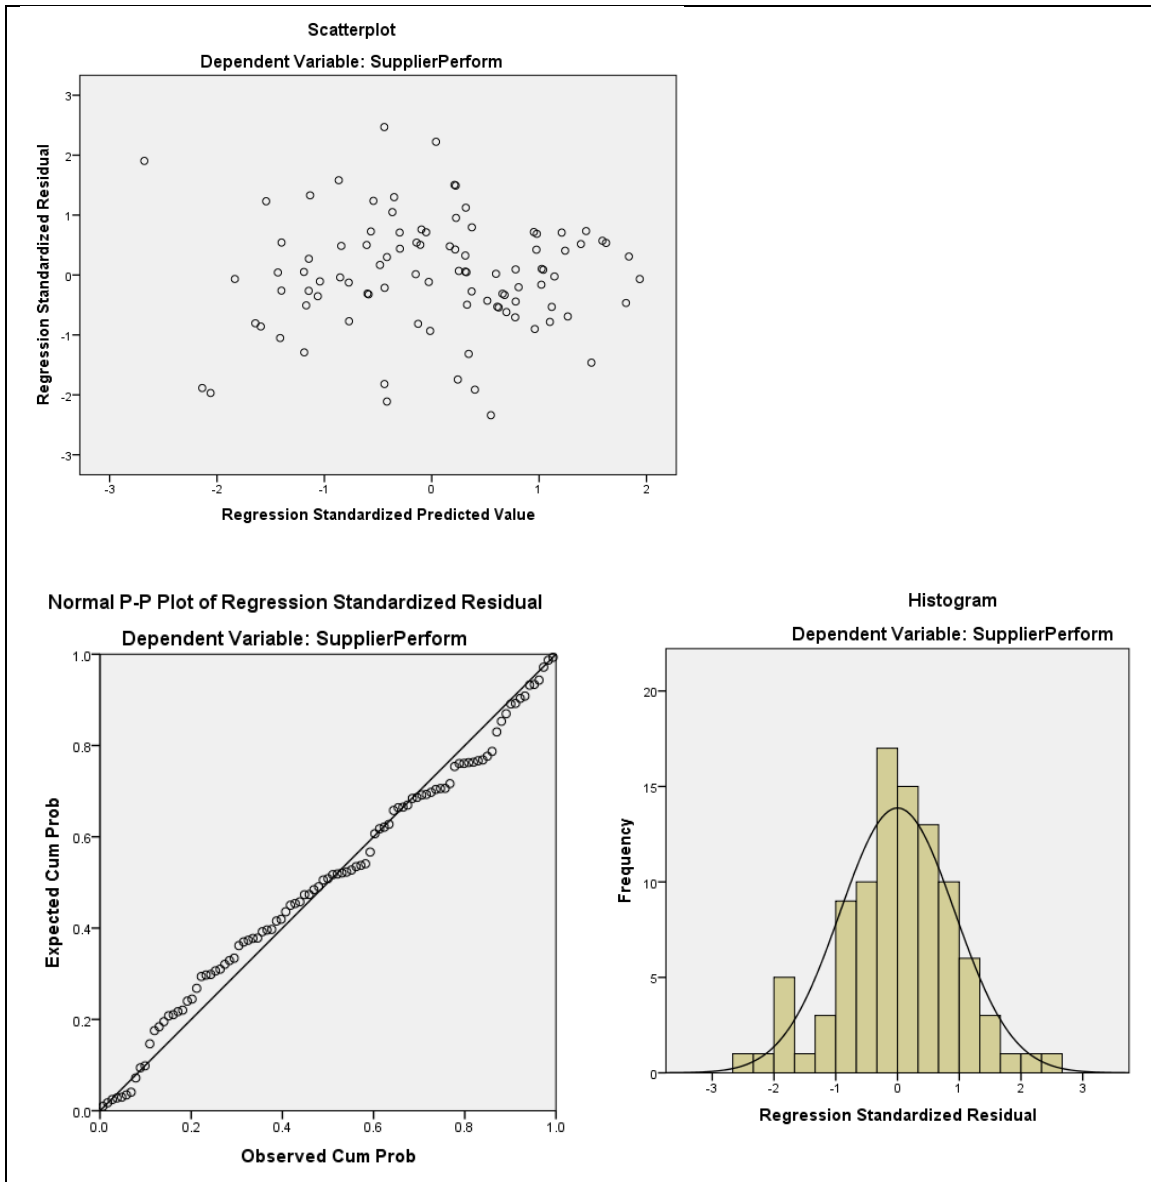 Scatterplot
Dependent Variable: SupplierPerform
Regression Standardized Residual
3
2
1
0
-1
-2
-3
-3 -2 -1 0 1 2
Regression Standardized Predicted Value
Normal P-P Plot of Regression Standardized Residual
Dependent Variable: SupplierPerform
Expected Cum Prob
1.0
0.8
0.6
0.4
0.2
0.0
0.0 0.2 0.4 0.6 0.8 1.0
Observed Cum Prob
Histogram
Dependent Variable: SupplierPerform
Frequency
20
15
10
5
0
-3 -2 -1 0 1 2 3
Regression Standardized Residual